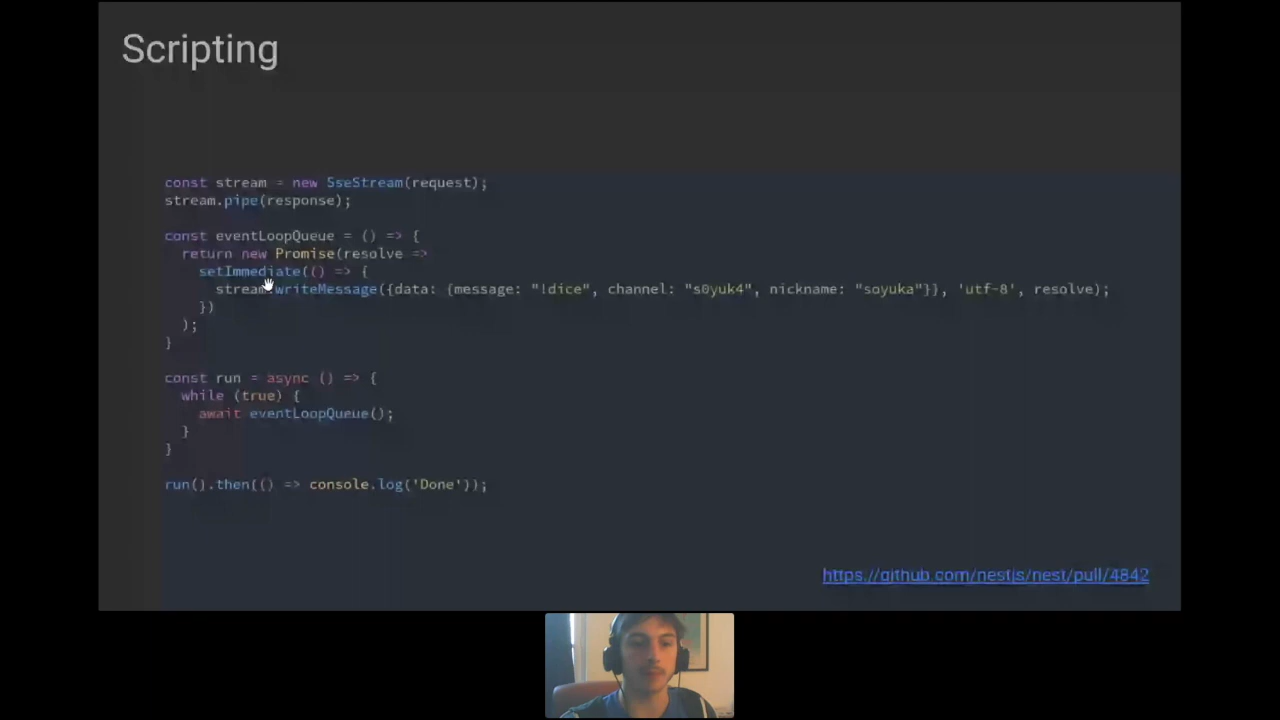 Scripting
const stream = new SseStream(request);
stream.pipe(response);
const eventLoopQueue = () => {
return new Promise(resolve =>
setImmediate(() => {
stream.writeMessage({data: {message: "!dice", channel: "s0yuk4", nickname: "soyuka"}}, 'utf-8', resolve);
})
);
}
const run = async () => {
while (true) {
await eventLoopQueue();
}
}
run().then(() => console.log('Done'));
https://github.com/nestjs/nest/pull/4842